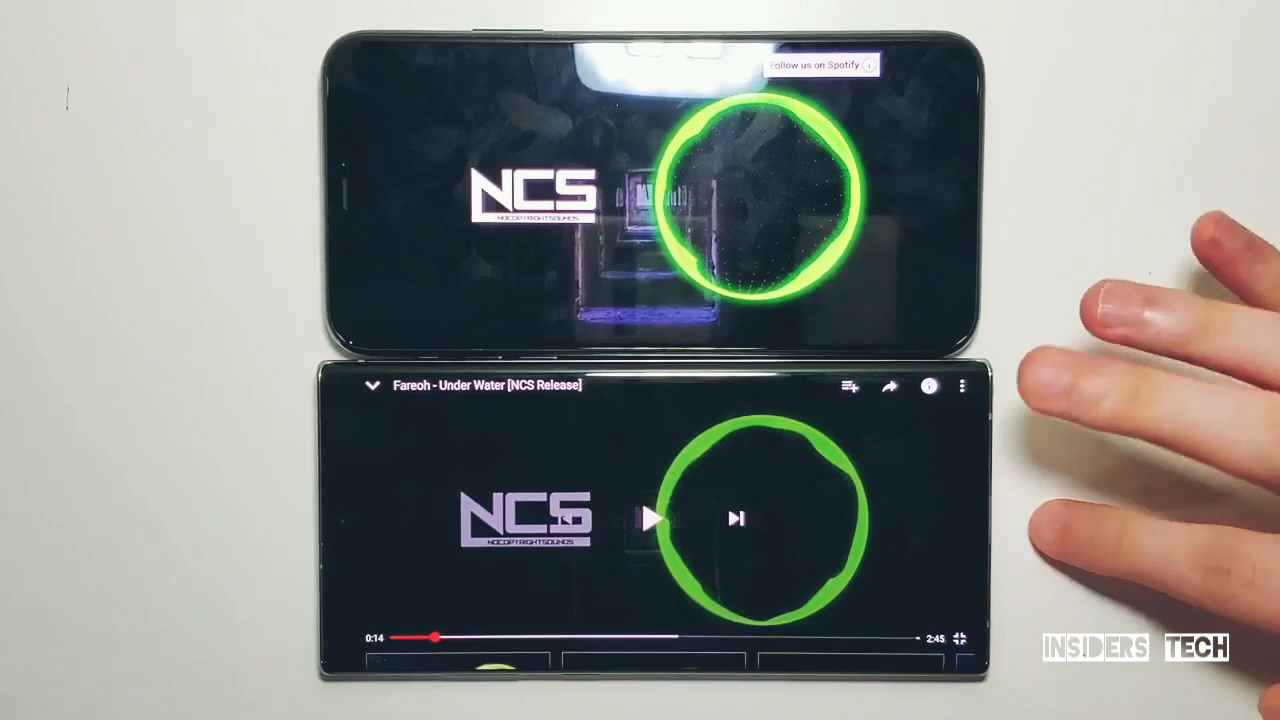 Follow us on Spotify
NCS
NOCOPYRIGHTSOUNDS
Fareoh - Under Water [NCS Release]
NCS
NOCOPYRIGHTSOUNDS
0:14
2:45
INSIDERS TECH